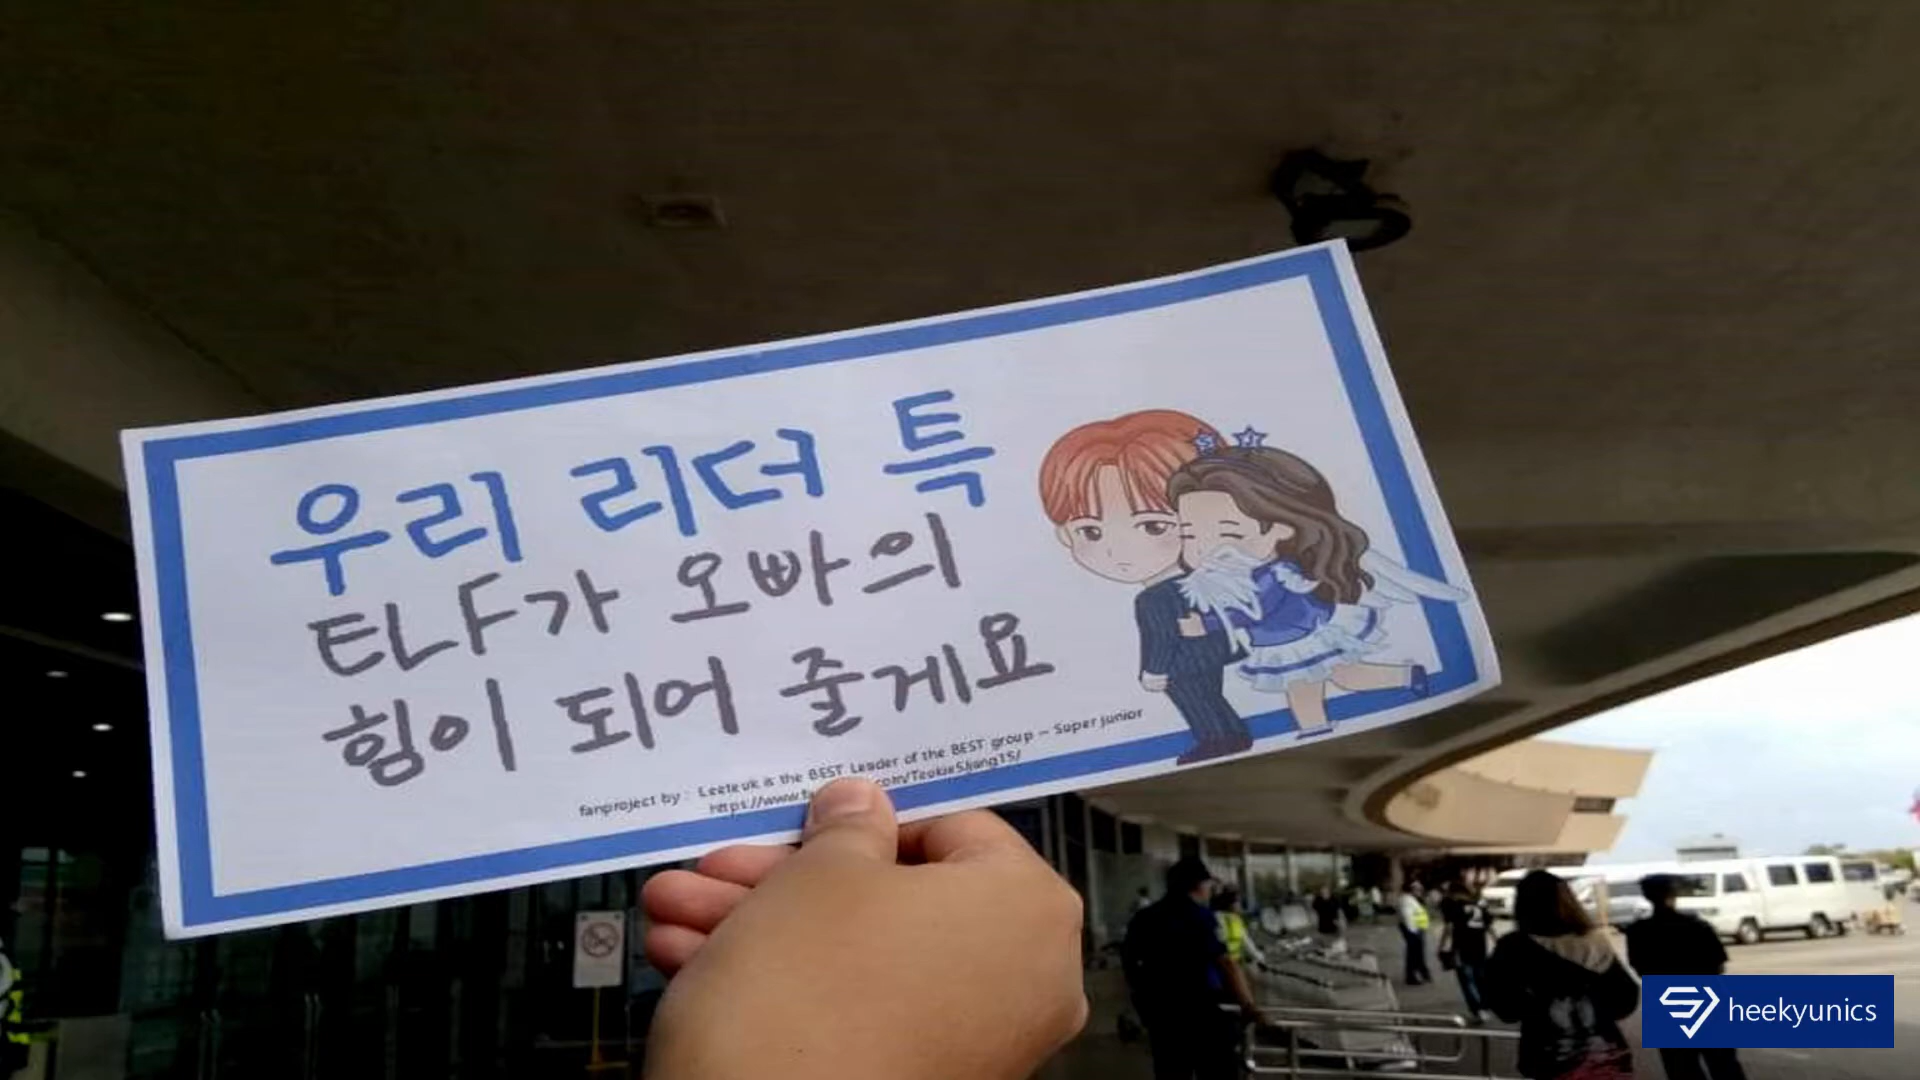 우리 리더 특
ELF가 오빠의
힘이 되어 줄게요
fanproject by : Leeteuk is the BEST Leader of the BEST group – Super Junior
S J
heekyunics